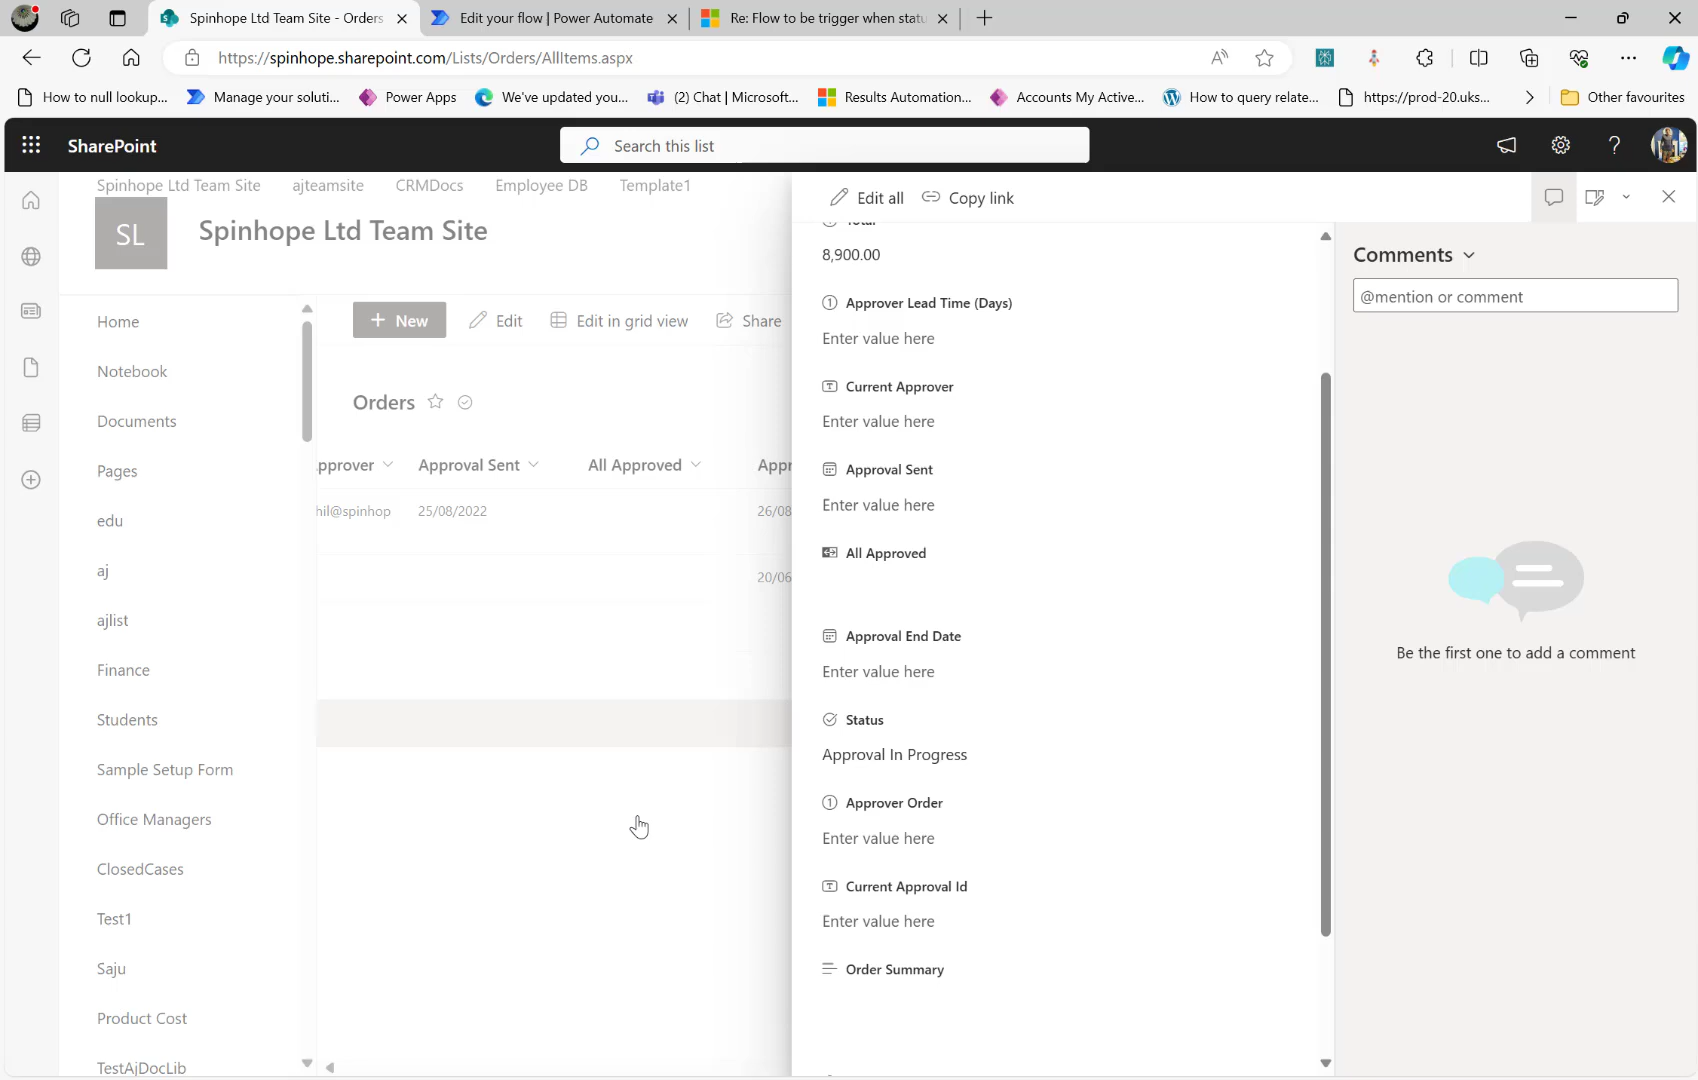 Spinhope Ltd Team Site - Orders
Edit your flow | Power Automate
Re: Flow to be trigger when statu
https://spinhope.sharepoint.com/Lists/Orders/AllItems.aspx
How to null lookup...
Manage your soluti...
Power Apps
We've updated you...
(2) Chat | Microsoft...
Results Automation...
Accounts My Active...
How to query relate...
https://prod-20.uks...
Other favourites
SharePoint
Search this list
Spinhope Ltd Team Site
ajteamsite
CRMDocs
Employee DB
Template1
SL
Spinhope Ltd Team Site
Home
Notebook
Documents
Pages
edu
aj
ajlist
Finance
Students
Sample Setup Form
Office Managers
ClosedCases
Test1
Saju
Product Cost
TestAjDocLib
+ New
Edit
Edit in grid view
Share
Orders
pprover
Approval Sent
All Approved
Appr
hil@spinhop
25/08/2022
26/08
20/06
Edit all
Copy link
Total
8,900.00
Approver Lead Time (Days)
Enter value here
Current Approver
Enter value here
Approval Sent
Enter value here
All Approved
Approval End Date
Enter value here
Status
Approval In Progress
Approver Order
Enter value here
Current Approval Id
Enter value here
Order Summary
Comments
@mention or comment
Be the first one to add a comment